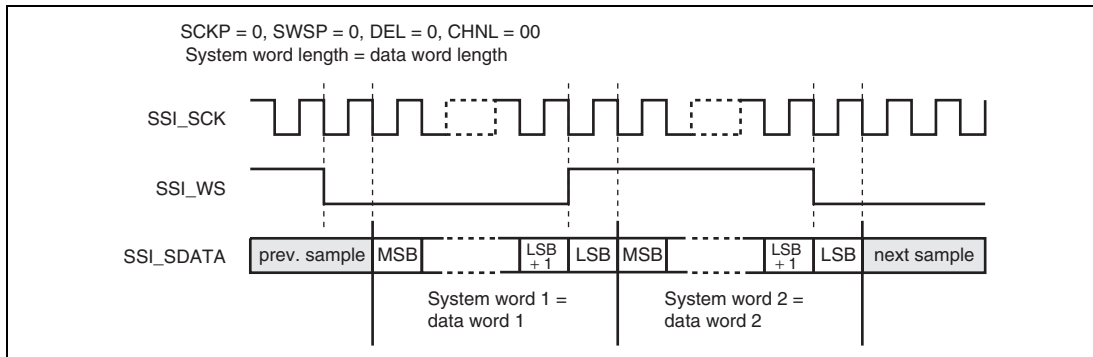 SCKP = 0, SWSP = 0, DEL = 0, CHNL = 00
System word length = data word length
SSI_SCK
SSI_WS
SSI_SDATA
prev. sample
MSB
LSB
+ 1
LSB
MSB
LSB
+ 1
LSB
next sample
System word 1 =
data word 1
System word 2 =
data word 2